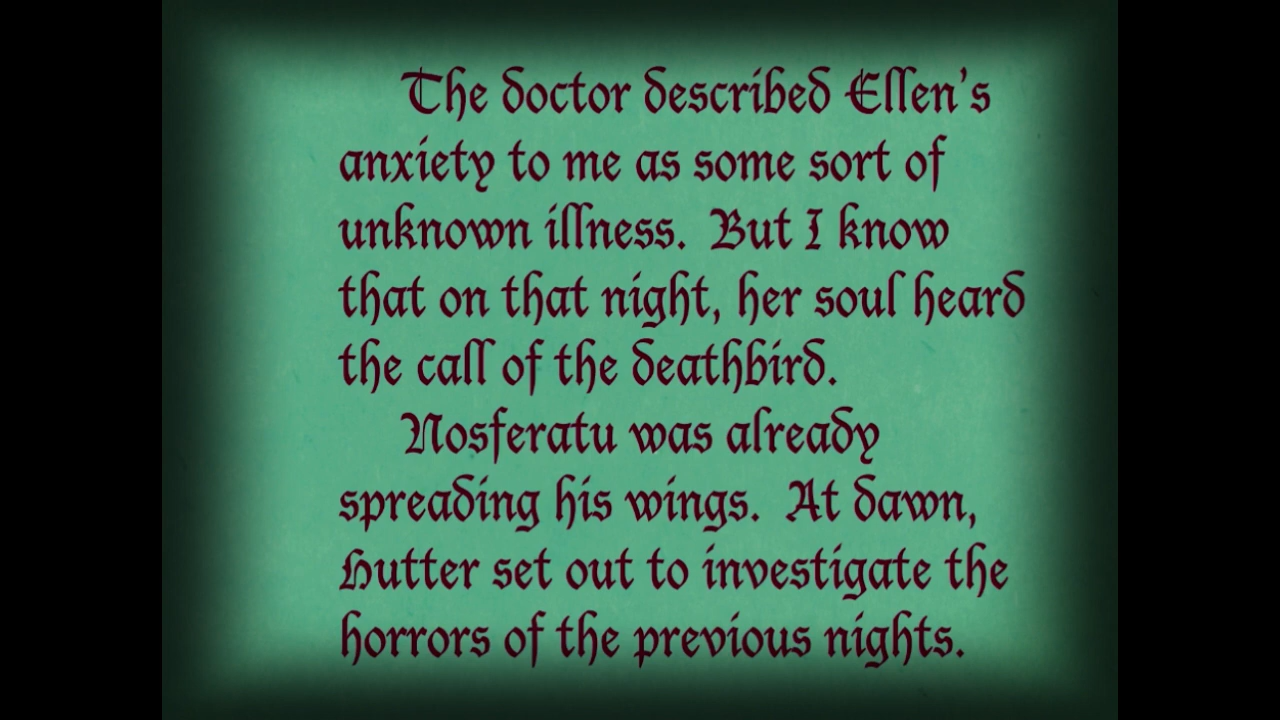 The doctor described Ellen's
anxiety to me as some sort of
unknown illness. But I know
that on that night, her soul heard
the call of the deathbird.
Nosferatu was already
spreading his wings. At dawn,
Hutter set out to investigate the
horrors of the previous nights.